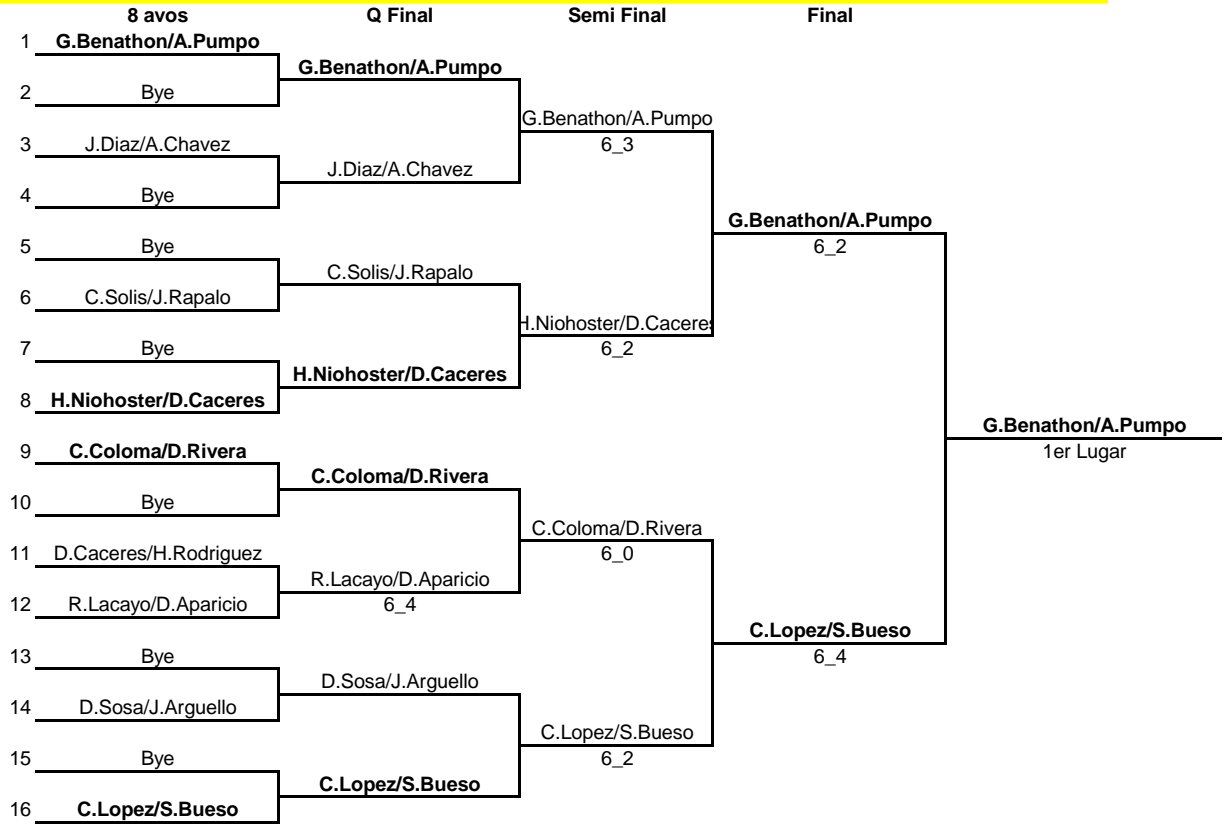 8 avos Q Final Semi Final Final
1 G.Benathon/A.Pumpo
G.Benathon/A.Pumpo
2 Bye
G.Benathon/A.Pumpo
3 J.Diaz/A.Chavez 6_3
J.Diaz/A.Chavez
4 Bye
G.Benathon/A.Pumpo
5 Bye 6_2
C.Solis/J.Rapalo
6 C.Solis/J.Rapalo
H.Niohoster/D.Caceres
7 Bye 6_2
H.Niohoster/D.Caceres
8 H.Niohoster/D.Caceres
G.Benathon/A.Pumpo
9 C.Coloma/D.Rivera 1er Lugar
C.Coloma/D.Rivera
10 Bye
C.Coloma/D.Rivera
11 D.Caceres/H.Rodriguez 6_0
R.Lacayo/D.Aparicio
12 R.Lacayo/D.Aparicio 6_4
C.Lopez/S.Bueso
13 Bye 6_4
D.Sosa/J.Arguello
14 D.Sosa/J.Arguello
C.Lopez/S.Bueso
15 Bye 6_2
C.Lopez/S.Bueso
16 C.Lopez/S.Bueso